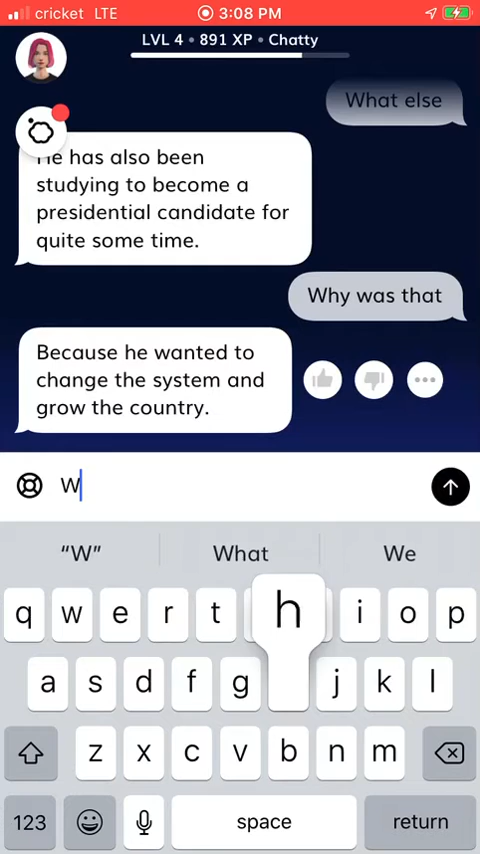 cricket LTE 3:08 PM
LVL 4 • 891 XP • Chatty
What else
He has also been
studying to become a
presidential candidate for
quite some time.
Why was that
Because he wanted to
change the system and
grow the country.
W
“W” What We
q w e r t h i o p
a s d f g j k l
z x c v b n m
123 space return